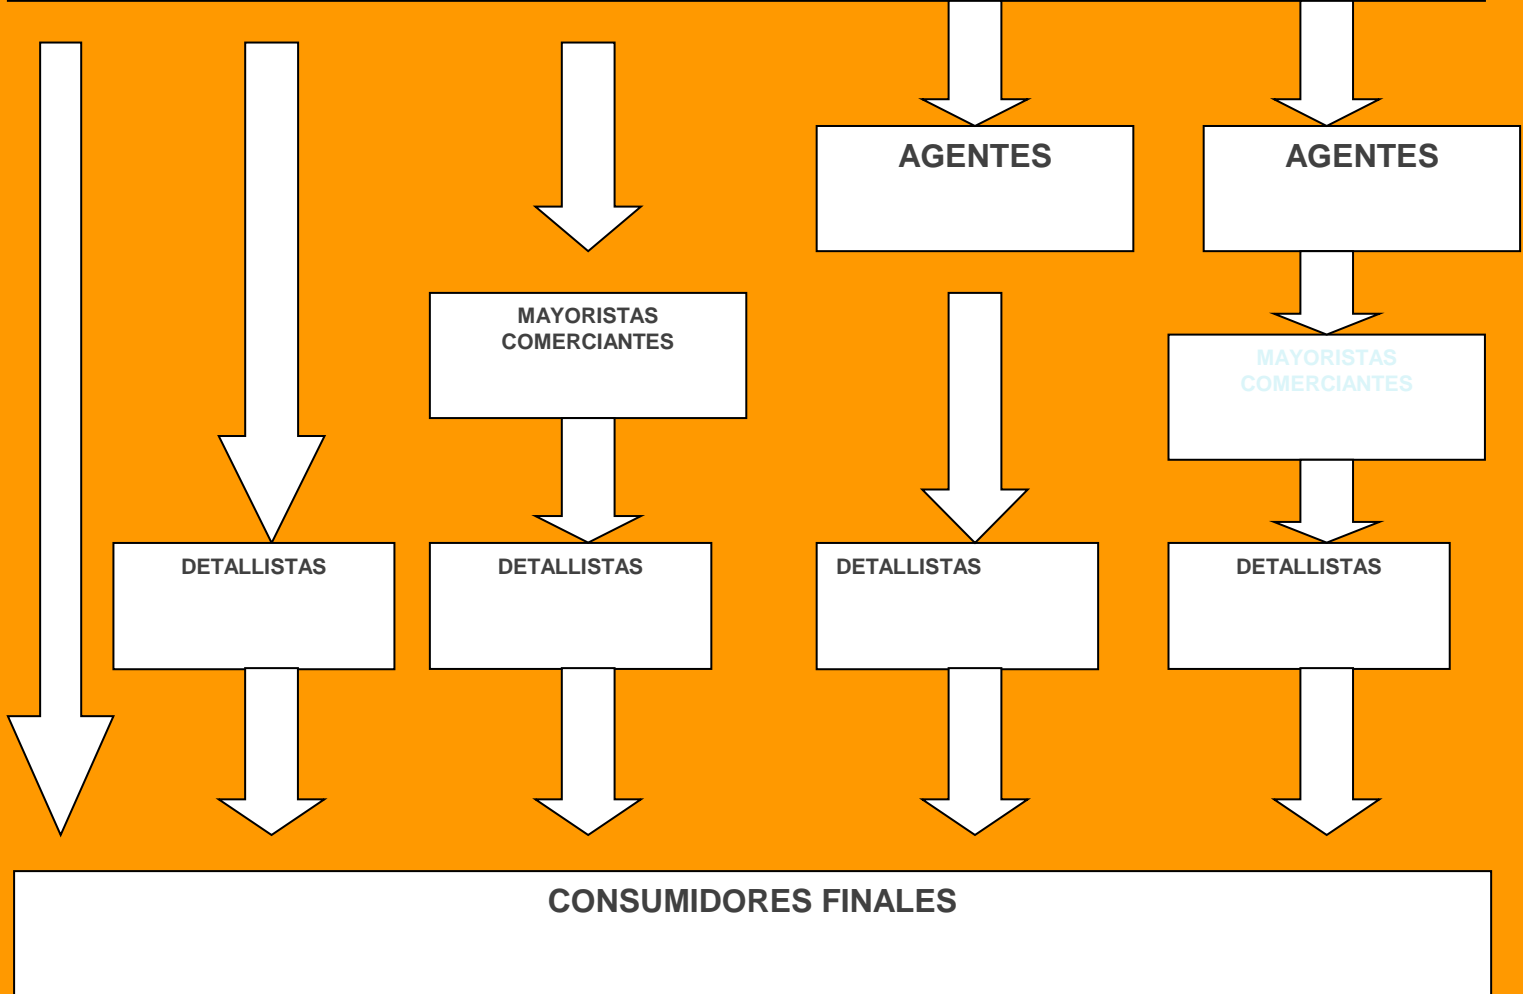 AGENTES
AGENTES
MAYORISTAS
COMERCIANTES
MAYORISTAS
COMERCIANTES
DETALLISTAS
DETALLISTAS
DETALLISTAS
DETALLISTAS
CONSUMIDORES FINALES